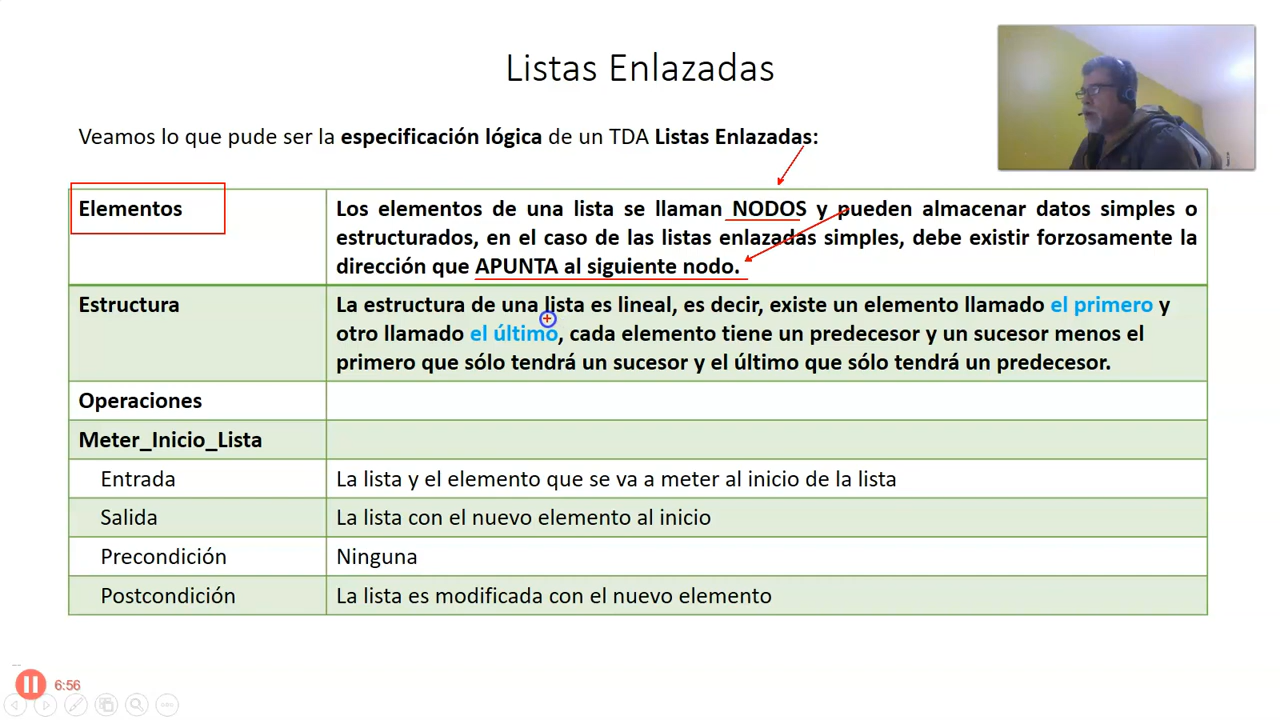 Listas Enlazadas
Veamos lo que pude ser la especificación lógica de un TDA Listas Enlazadas:
Elementos
Los elementos de una lista se llaman NODOS y pueden almacenar datos simples o
estructurados, en el caso de las listas enlazadas simples, debe existir forzosamente la
dirección que APUNTA al siguiente nodo.
Estructura
La estructura de una lista es lineal, es decir, existe un elemento llamado el primero y
otro llamado el último, cada elemento tiene un predecesor y un sucesor menos el
primero que sólo tendrá un sucesor y el último que sólo tendrá un predecesor.
Operaciones
Meter_Inicio_Lista
Entrada
La lista y el elemento que se va a meter al inicio de la lista
Salida
La lista con el nuevo elemento al inicio
Precondición
Ninguna
Postcondición
La lista es modificada con el nuevo elemento
6:56